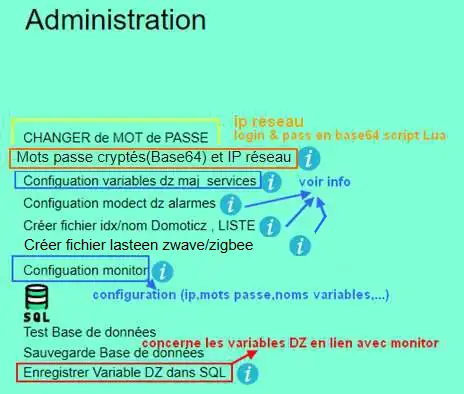 Administration
ip réseau
CHANGER de MOT de PASSE
login & pass en base64 script Lua
Mots passe cryptés(Base64) et IP réseau
Configuation variables dz maj services
voir info
Configuation modect dz alarmes
Créer fichier idx/nom Domoticz , LISTE
Créer fichier lasteen zwave/zigbee
Configuation monitor
configuration (ip,mots passe,noms variables,...)
SQL
Test Base de données
concerne les variables DZ en lien avec monitor
Sauvegarde Base de données
Enregistrer Variable DZ dans SQL